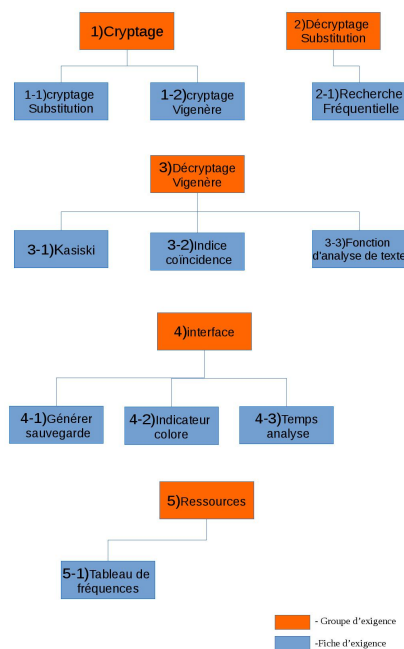 1)Cryptage
2)Décryptage
Substitution
1-1)cryptage
Substitution
1-2)cryptage
Vigenère
2-1)Recherche
Fréquentielle
3)Décryptage
Vigenère
3-1)Kasiski
3-2)Indice
coïncidence
3-3)Fonction
d'analyse de texte
4)interface
4-1)Générer
sauvegarde
4-2)Indicateur
colore
4-3)Temps
analyse
5)Ressources
5-1)Tableau de
fréquences
- Groupe d'exigence
-Fiche d'exigence